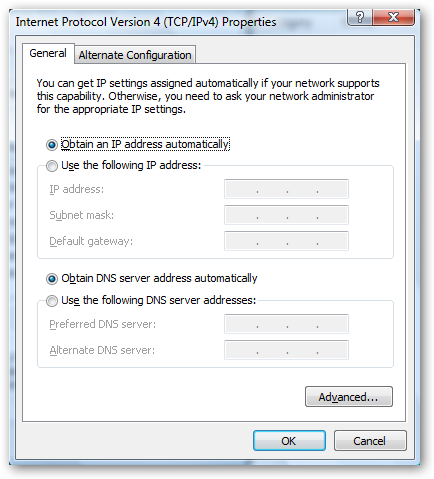 Internet Protocol Version 4 (TCP/IPv4) Properties
General
Alternate Configuration
You can get IP settings assigned automatically if your network supports
this capability. Otherwise, you need to ask your network administrator
for the appropriate IP settings.
Obtain an IP address automatically
Use the following IP address:
IP address:
Subnet mask:
Default gateway:
Obtain DNS server address automatically
Use the following DNS server addresses:
Preferred DNS server:
Alternate DNS server:
Advanced...
OK
Cancel